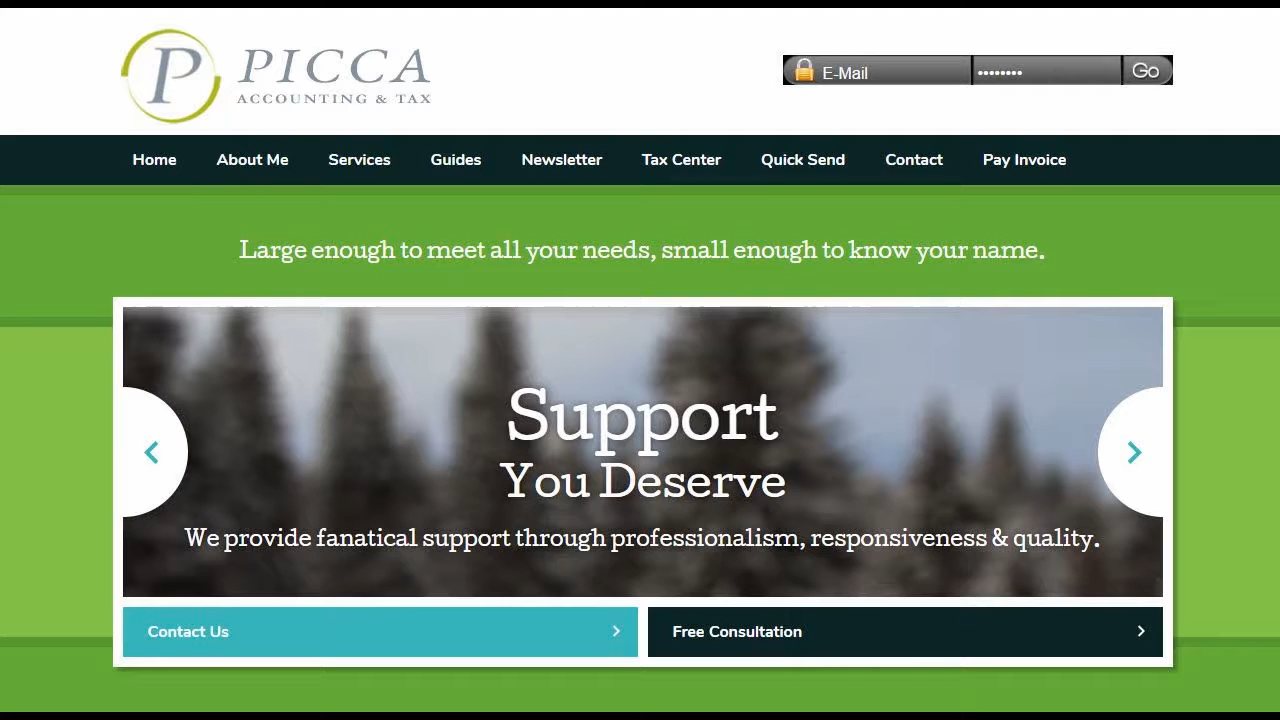 P PICCA
ACCOUNTING & TAX
E-Mail •••••••• Go
Home About Me Services Guides Newsletter Tax Center Quick Send Contact Pay Invoice
Large enough to meet all your needs, small enough to know your name.
Support
You Deserve
We provide fanatical support through professionalism, responsiveness & quality.
Contact Us Free Consultation